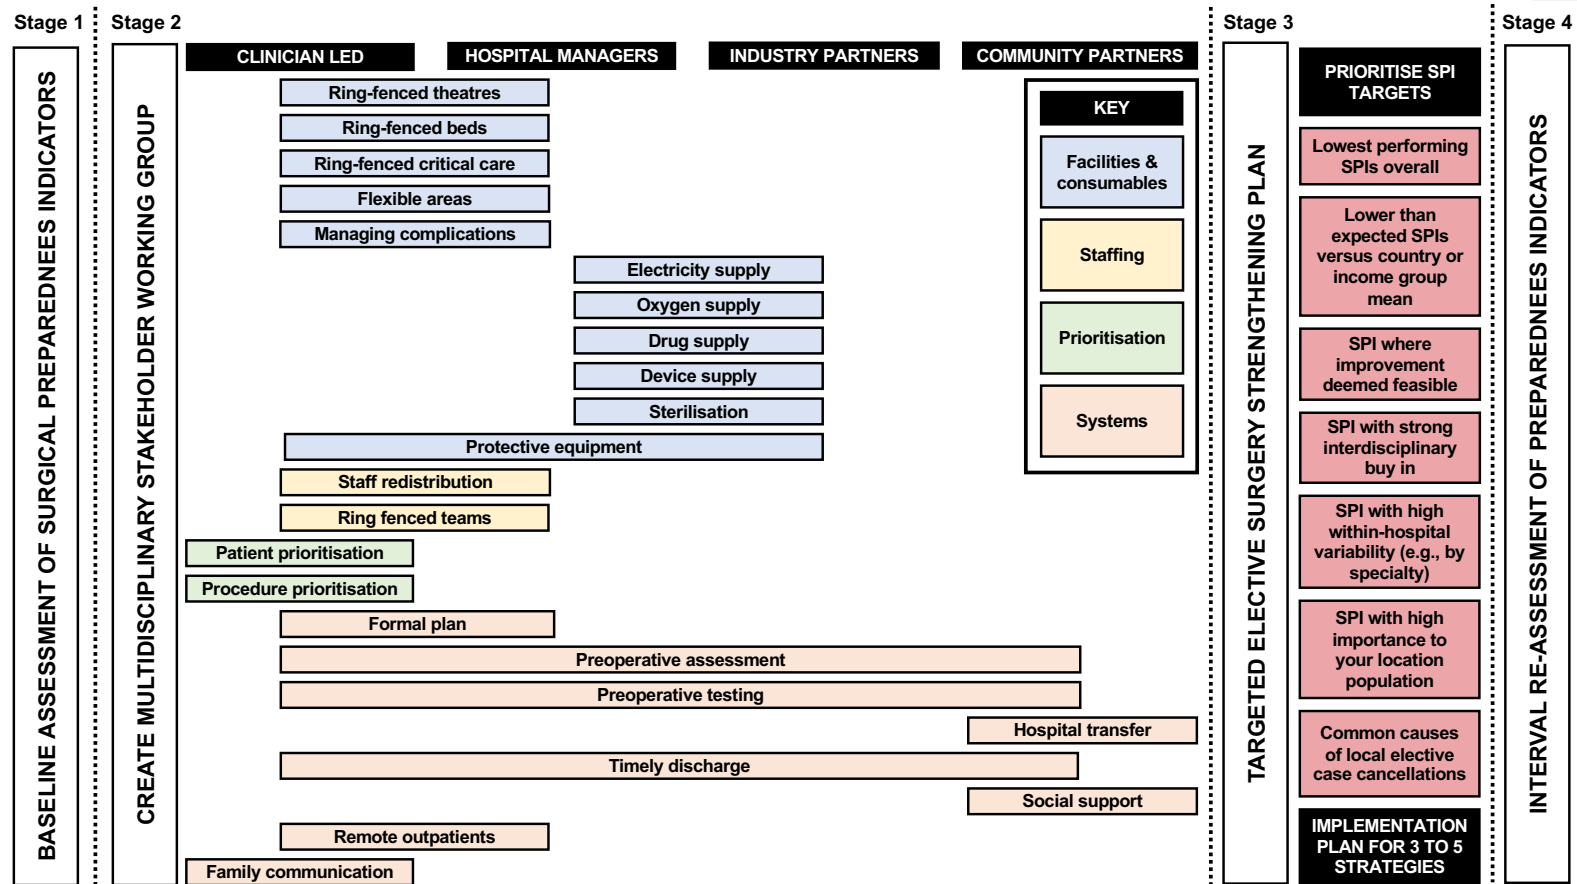 Stage 1
BASELINE ASSESSMENT OF SURGICAL PREPAREDNEES INDICATORS
Stage 2
CREATE MULTIDISCIPLINARY STAKEHOLDER WORKING GROUP
CLINICIAN LED
HOSPITAL MANAGERS
INDUSTRY PARTNERS
COMMUNITY PARTNERS
Ring-fenced theatres
Ring-fenced beds
Ring-fenced critical care
Flexible areas
Managing complications
Electricity supply
Oxygen supply
Drug supply
Device supply
Sterilisation
Protective equipment
Staff redistribution
Ring fenced teams
Patient prioritisation
Procedure prioritisation
Formal plan
Preoperative assessment
Preoperative testing
Hospital transfer
Timely discharge
Social support
Remote outpatients
Family communication
KEY
Facilities &
consumables
Staffing
Prioritisation
Systems
Stage 3
TARGETED ELECTIVE SURGERY STRENGTHENING PLAN
PRIORITISE SPI
TARGETS
Lowest performing
SPIs overall
Lower than
expected SPIs
versus country or
income group
mean
SPI where
improvement
deemed feasible
SPI with strong
interdisciplinary
buy in
SPI with high
within-hospital
variability (e.g., by
specialty)
SPI with high
importance to
your location
population
Common causes
of local elective
case cancellations
IMPLEMENTATION
PLAN FOR 3 TO 5
STRATEGIES
Stage 4
INTERVAL RE-ASSESSMENT OF PREPAREDNEES INDICATORS